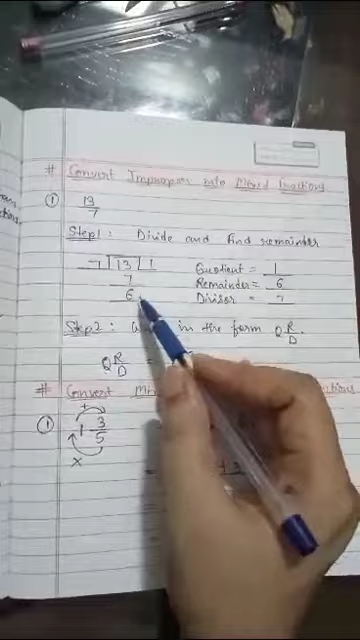 # Convert Improper into Mixed Fractions
① 13/7
Step1: Divide and find remainder
7 ) 13 ( 1
7
6
Quotient = 1
Remainder = 6
Divisor = 7
Step2: in the form Q R/D
Q R/D =
# Convert
① 1 3/5
+
x